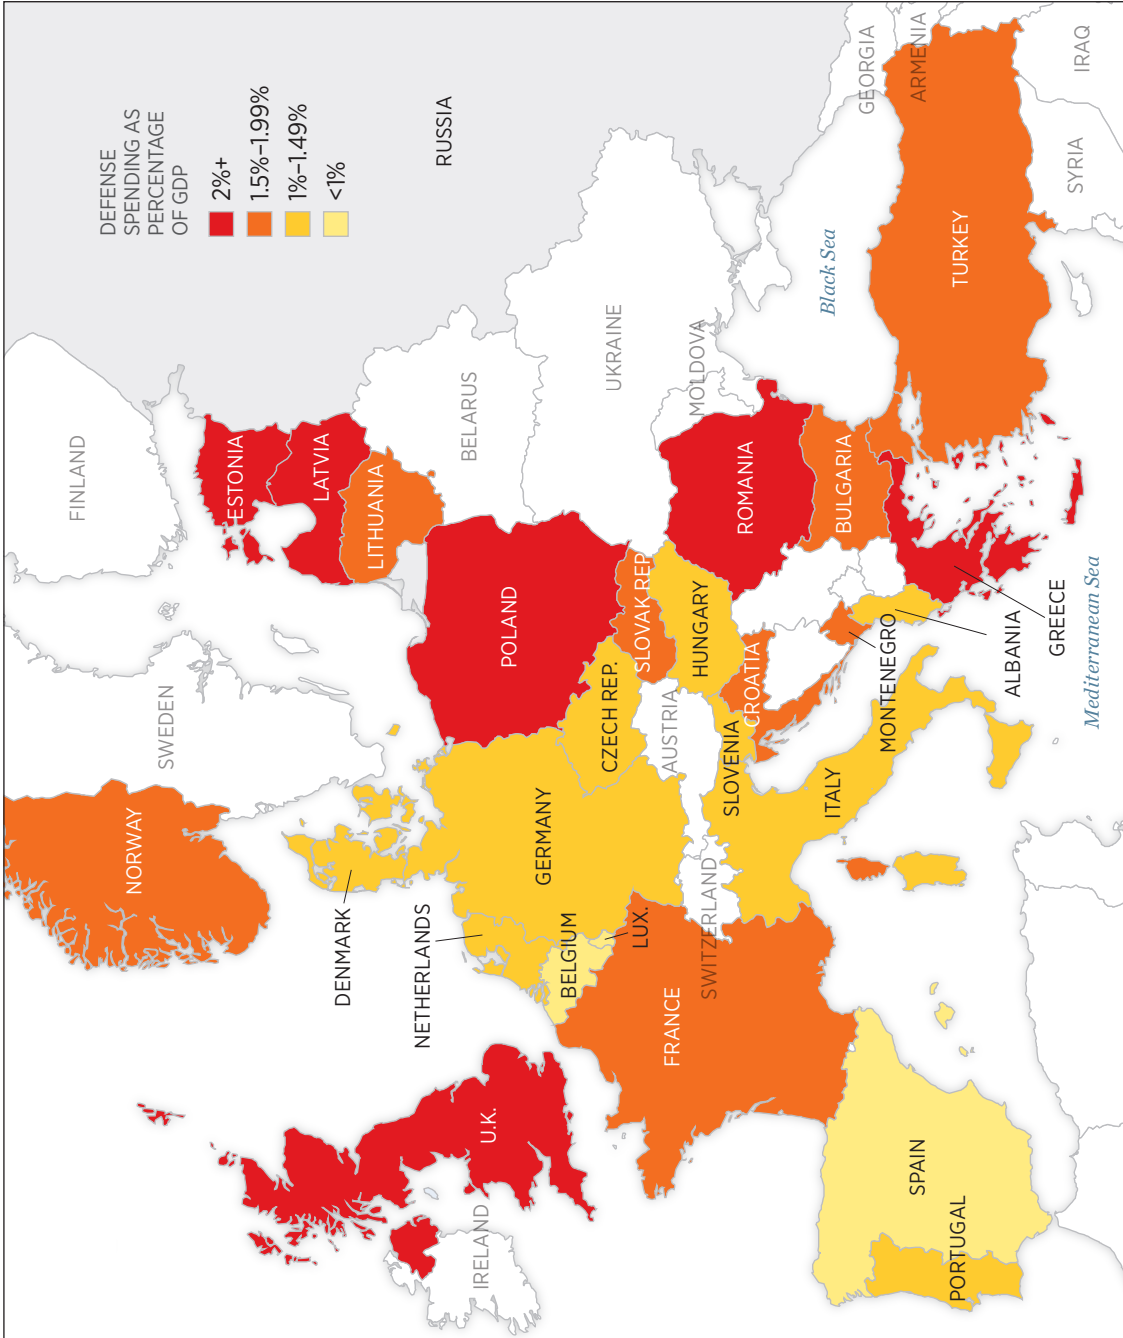 DEFENSE
SPENDING AS
PERCENTAGE
OF GDP
2%+
1.5%–1.99%
1%–1.49%
<1%
FINLAND
SWEDEN
NORWAY
RUSSIA
ESTONIA
LATVIA
LITHUANIA
DENMARK
BELARUS
NETHERLANDS
IRELAND
U.K.
POLAND
GERMANY
BELGIUM
LUX.
CZECH REP.
SLOVAK REP.
UKRAINE
FRANCE
SWITZERLAND
AUSTRIA
HUNGARY
MOLDOVA
SLOVENIA
CROATIA
ROMANIA
ITALY
Black Sea
BULGARIA
MONTENEGRO
GEORGIA
ARMENIA
PORTUGAL
SPAIN
TURKEY
ALBANIA
GREECE
Mediterranean Sea
SYRIA
IRAQ